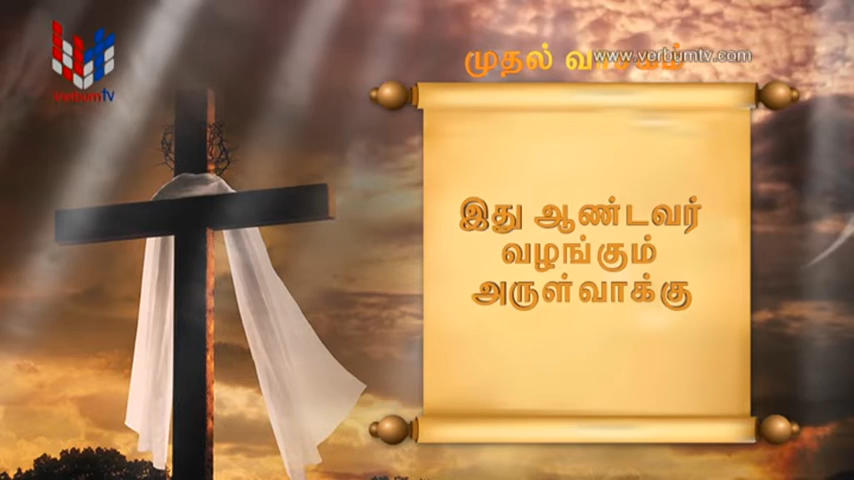 VerbumTV
www.verbumtv.com
முதல்
இது ஆண்டவர்
வழங்கும்
அருள்வாக்கு